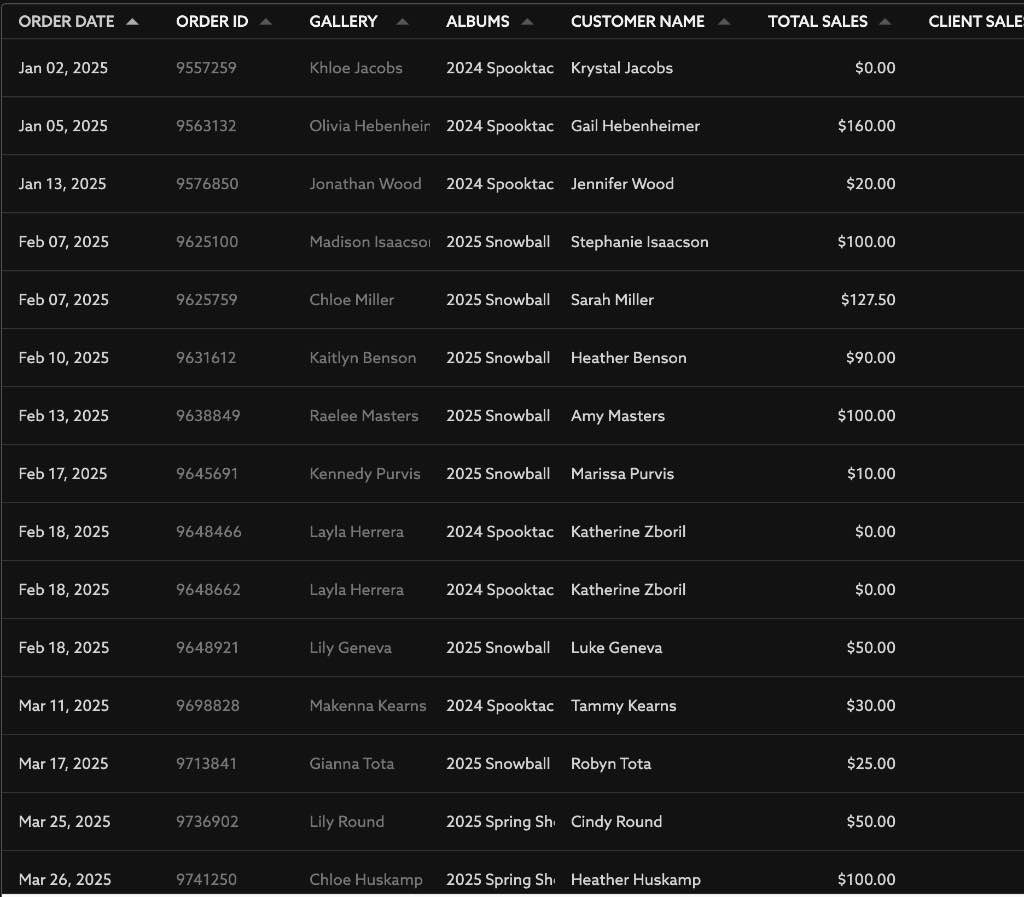 ORDER DATE ORDER ID GALLERY ALBUMS CUSTOMER NAME TOTAL SALES CLIENT SALES
Jan 02, 2025 9557259 Khloe Jacobs 2024 Spooktac Krystal Jacobs $0.00
Jan 05, 2025 9563132 Olivia Hebenhein 2024 Spooktac Gail Hebenheimer $160.00
Jan 13, 2025 9576850 Jonathan Wood 2024 Spooktac Jennifer Wood $20.00
Feb 07, 2025 9625100 Madison Isaacso 2025 Snowball Stephanie Isaacson $100.00
Feb 07, 2025 9625759 Chloe Miller 2025 Snowball Sarah Miller $127.50
Feb 10, 2025 9631612 Kaitlyn Benson 2025 Snowball Heather Benson $90.00
Feb 13, 2025 9638849 Raelee Masters 2025 Snowball Amy Masters $100.00
Feb 17, 2025 9645691 Kennedy Purvis 2025 Snowball Marissa Purvis $10.00
Feb 18, 2025 9648466 Layla Herrera 2024 Spooktac Katherine Zboril $0.00
Feb 18, 2025 9648662 Layla Herrera 2024 Spooktac Katherine Zboril $0.00
Feb 18, 2025 9648921 Lily Geneva 2025 Snowball Luke Geneva $50.00
Mar 11, 2025 9698828 Makenna Kearns 2024 Spooktac Tammy Kearns $30.00
Mar 17, 2025 9713841 Gianna Tota 2025 Snowball Robyn Tota $25.00
Mar 25, 2025 9736902 Lily Round 2025 Spring Sh Cindy Round $50.00
Mar 26, 2025 9741250 Chloe Huskamp 2025 Spring Sh Heather Huskamp $100.00